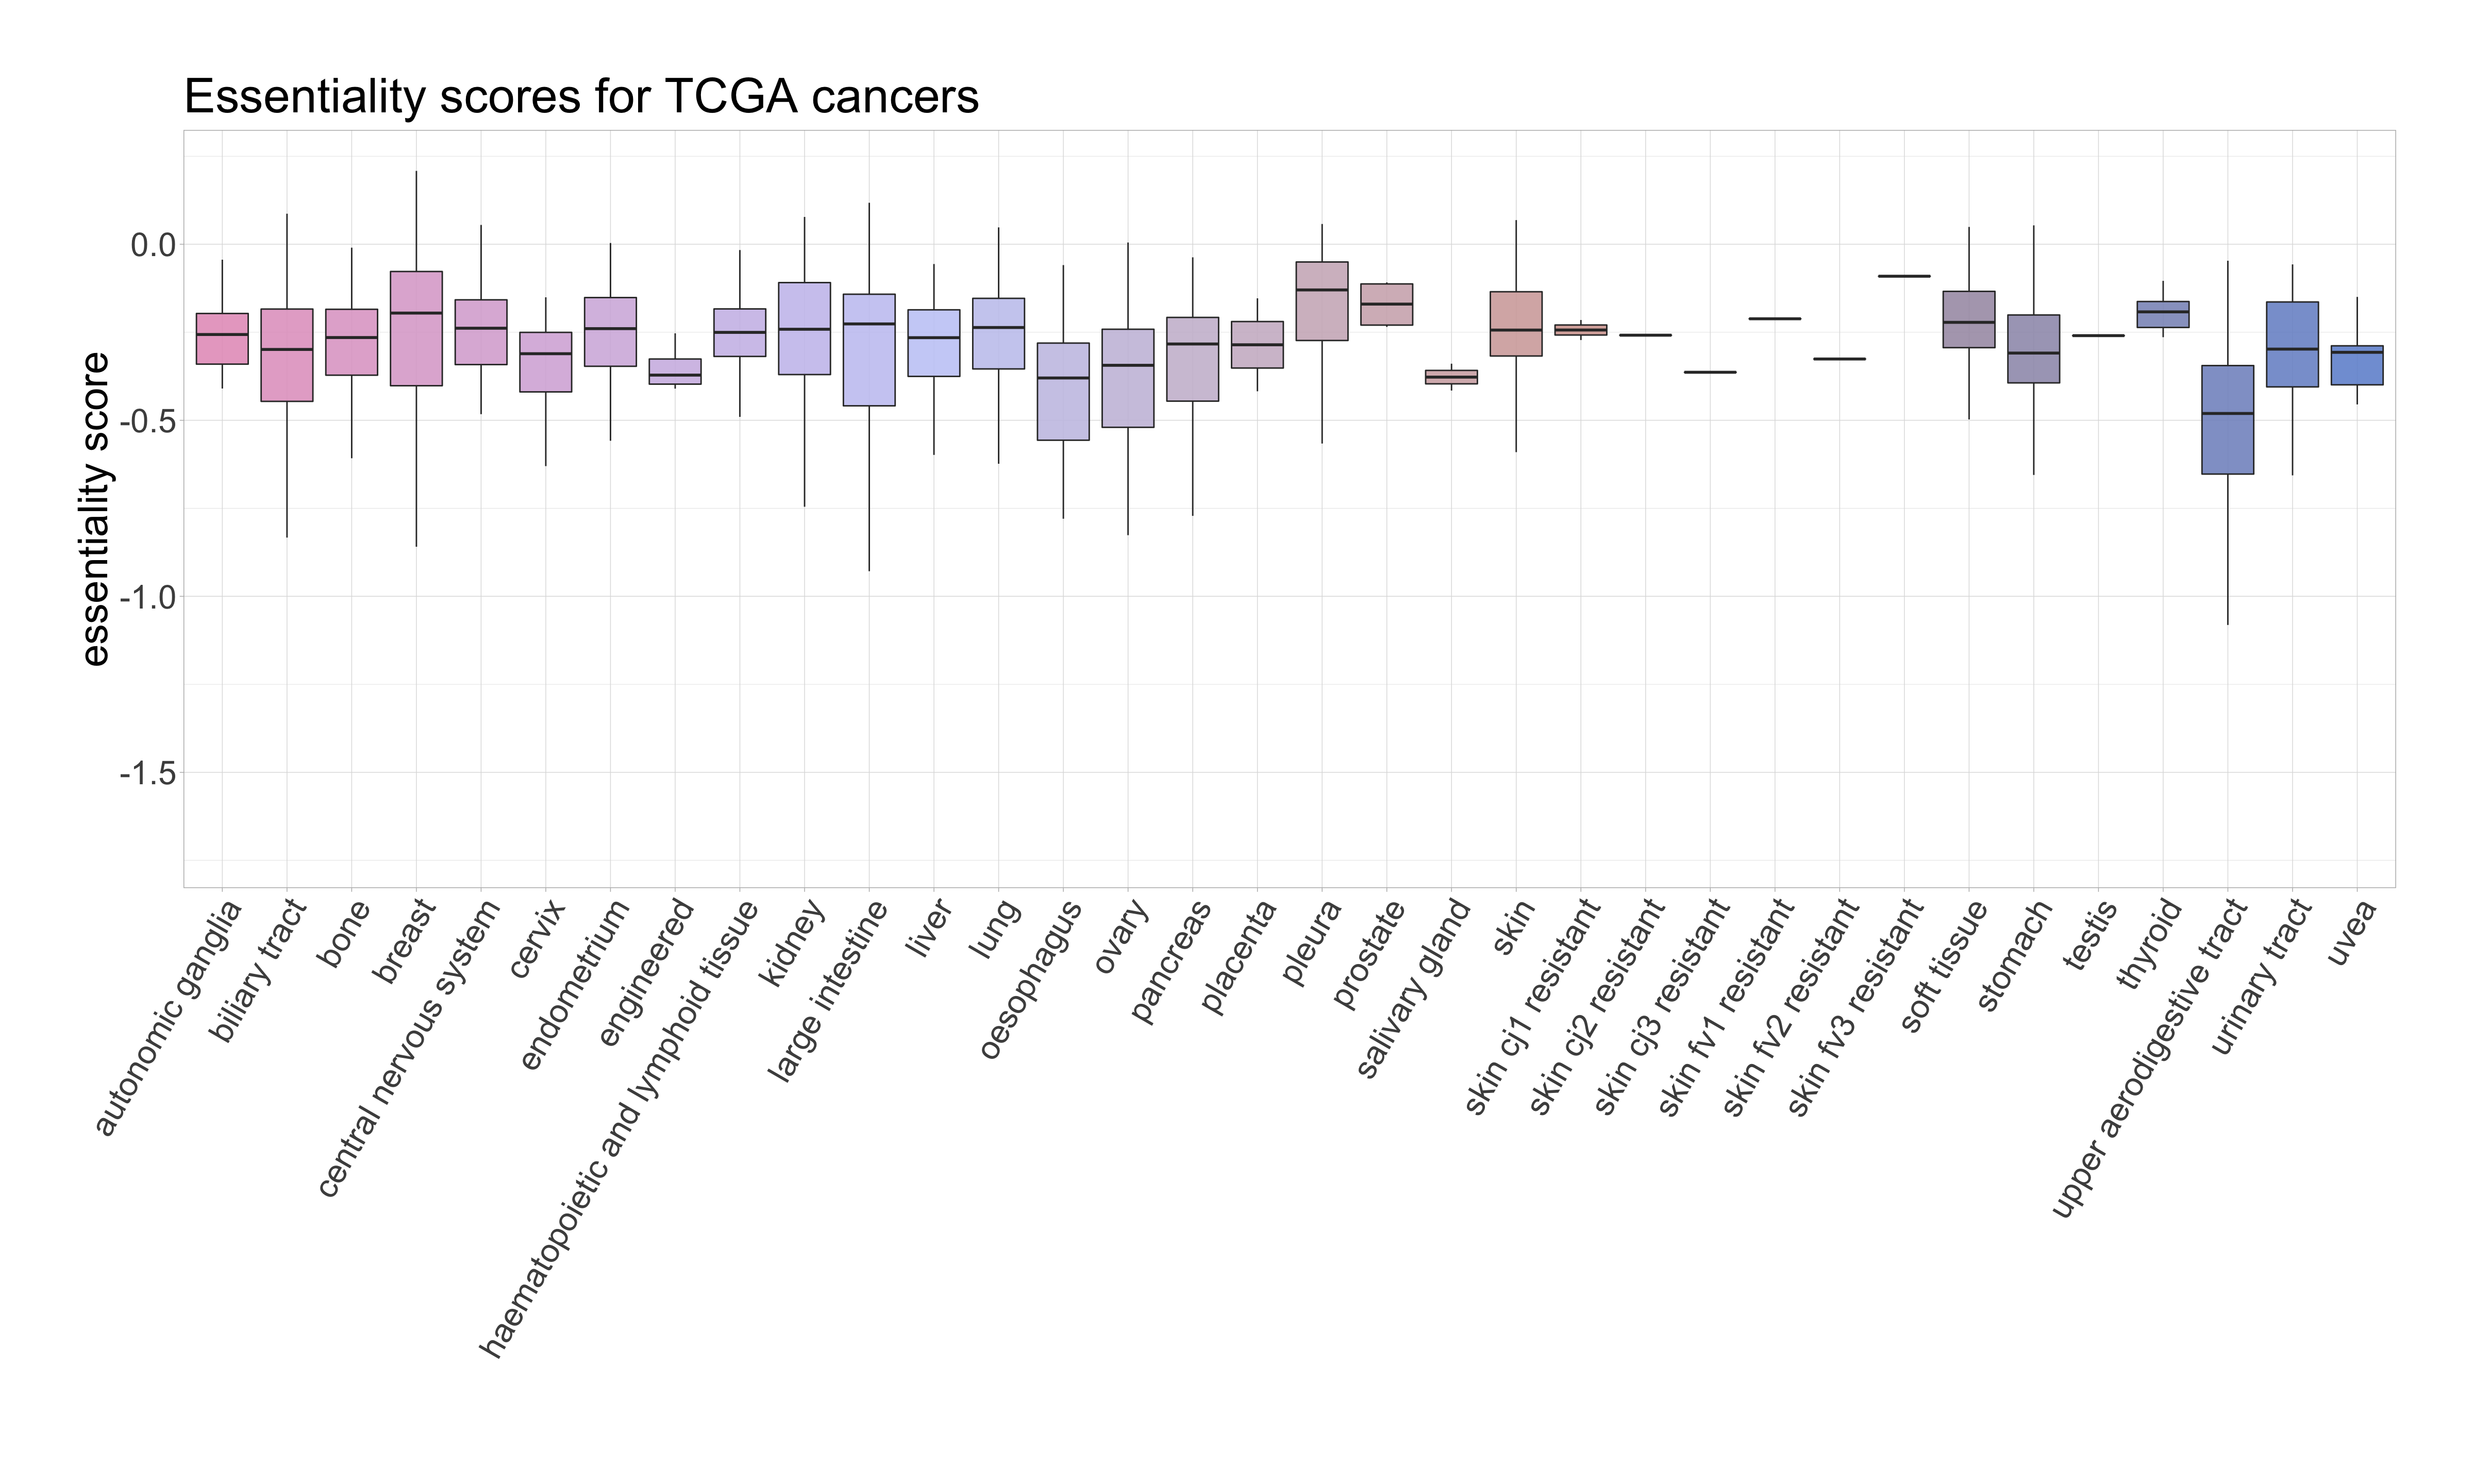 Essentiality scores for TCGA cancers
essentiality score
0.0
-0.5
-1.0
-1.5
autonomic ganglia
biliary tract
bone
breast
central nervous system
cervix
endometrium
engineered
haematopoietic and lymphoid tissue
kidney
large intestine
liver
lung
oesophagus
ovary
pancreas
placenta
pleura
prostate
salivary gland
skin
skin cj1 resistant
skin cj2 resistant
skin cj3 resistant
skin fv1 resistant
skin fv2 resistant
skin fv3 resistant
soft tissue
stomach
testis
thyroid
upper aerodigestive tract
urinary tract
uvea